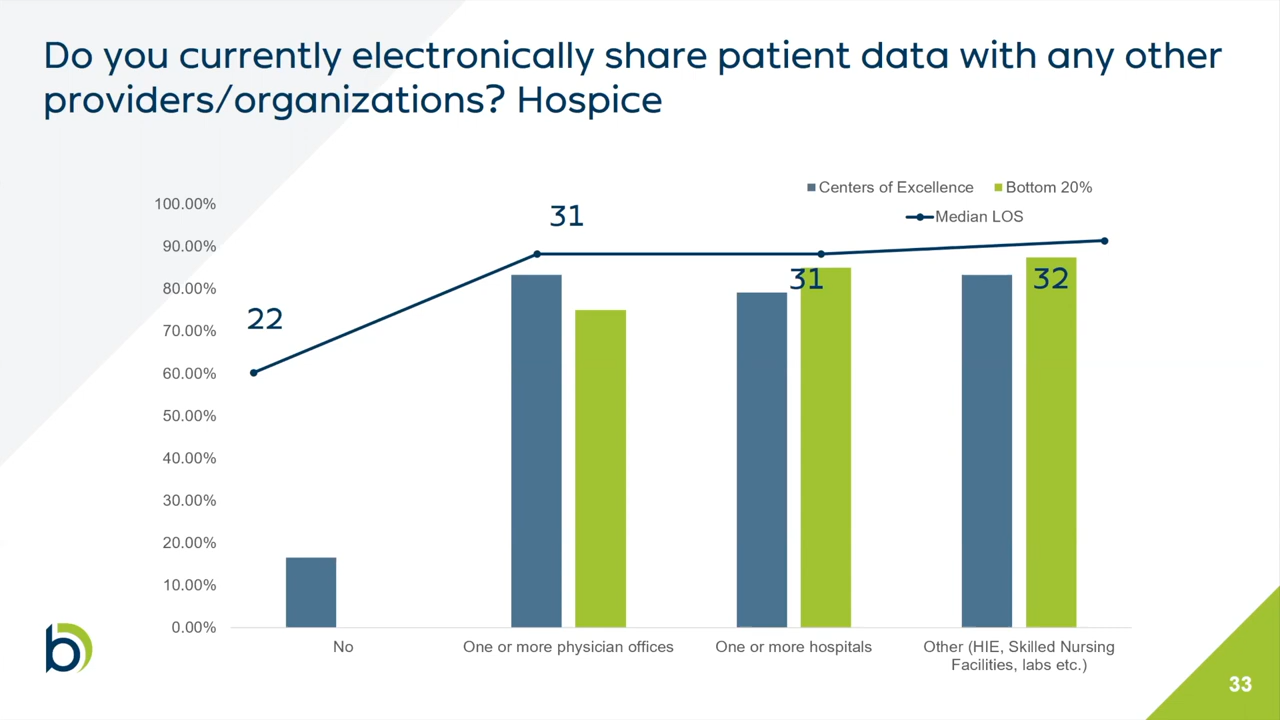 Do you currently electronically share patient data with any other
providers/organizations? Hospice
Centers of Excellence
Bottom 20%
Median LOS
100.00%
90.00%
80.00%
70.00%
60.00%
50.00%
40.00%
30.00%
20.00%
10.00%
0.00%
22
31
31
32
No
One or more physician offices
One or more hospitals
Other (HIE, Skilled Nursing
Facilities, labs etc.)
b
33